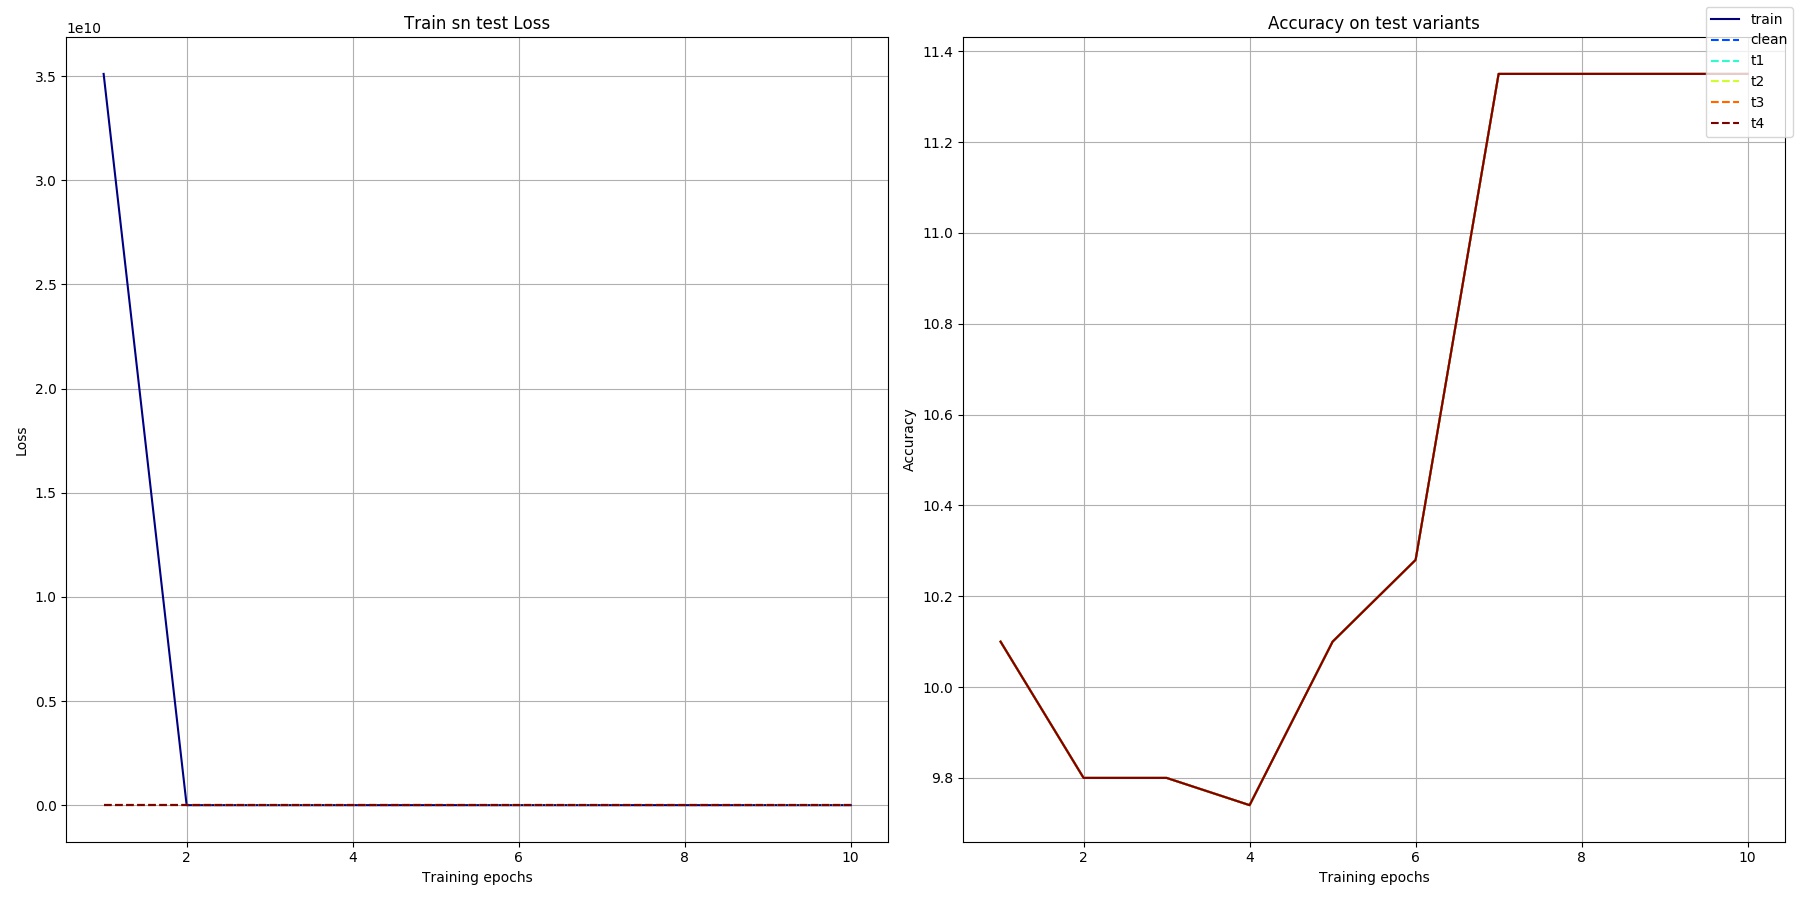 Train sn test Loss
1e10
3.5
3.0
2.5
2.0
1.5
1.0
0.5
0.0
Loss
2
4
6
8
10
Training epochs
Accuracy on test variants
11.4
11.2
11.0
10.8
10.6
10.4
10.2
10.0
9.8
Accuracy
2
4
6
8
10
Training epochs
train
clean
t1
t2
t3
t4